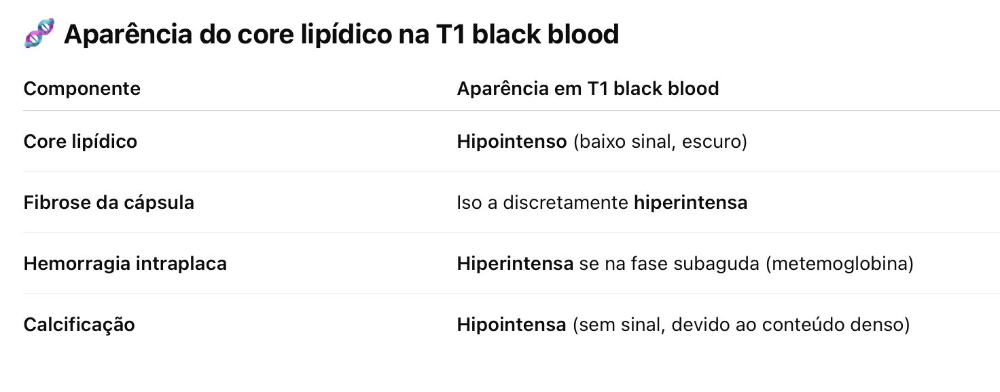 🧬 Aparência do core lipídico na T1 black blood
Componente Aparência em T1 black blood
Core lipídico Hipointenso (baixo sinal, escuro)
Fibrose da cápsula Iso a discretamente hiperintensa
Hemorragia intraplaca Hiperintensa se na fase subaguda (metemoglobina)
Calcificação Hipointensa (sem sinal, devido ao conteúdo denso)